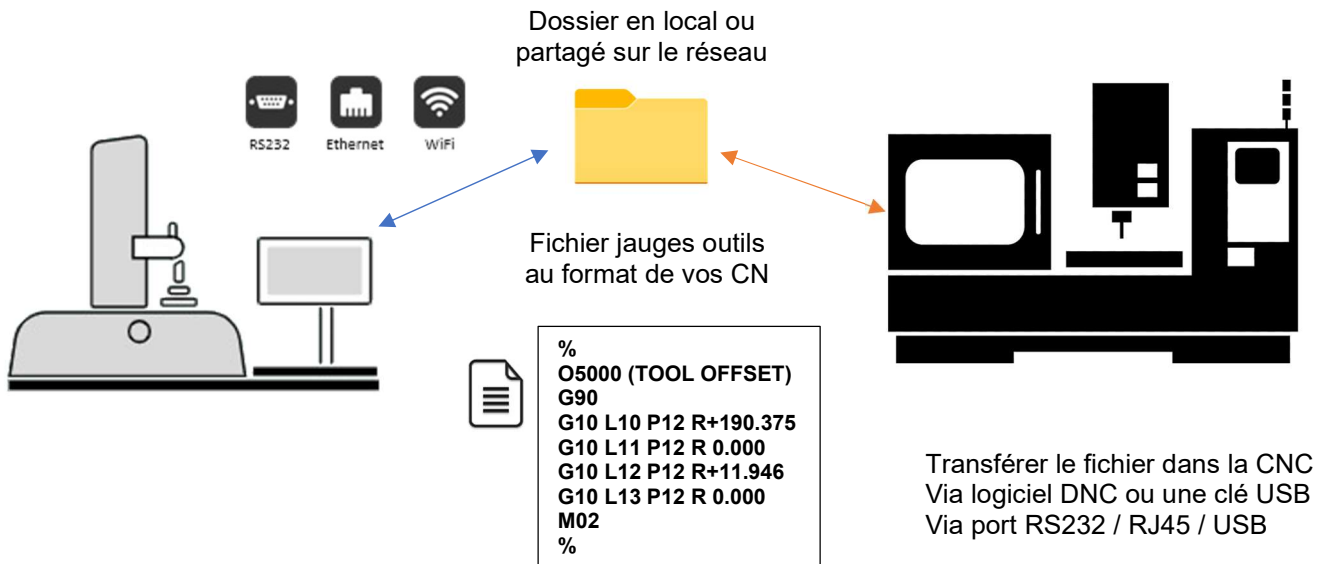 Dossier en local ou
partagé sur le réseau
RS232
Ethernet
WiFi
Fichier jauges outils
au format de vos CN
%
O5000 (TOOL OFFSET)
G90
G10 L10 P12 R+190.375
G10 L11 P12 R 0.000
G10 L12 P12 R+11.946
G10 L13 P12 R 0.000
M02
%
Transférer le fichier dans la CNC
Via logiciel DNC ou une clé USB
Via port RS232 / RJ45 / USB